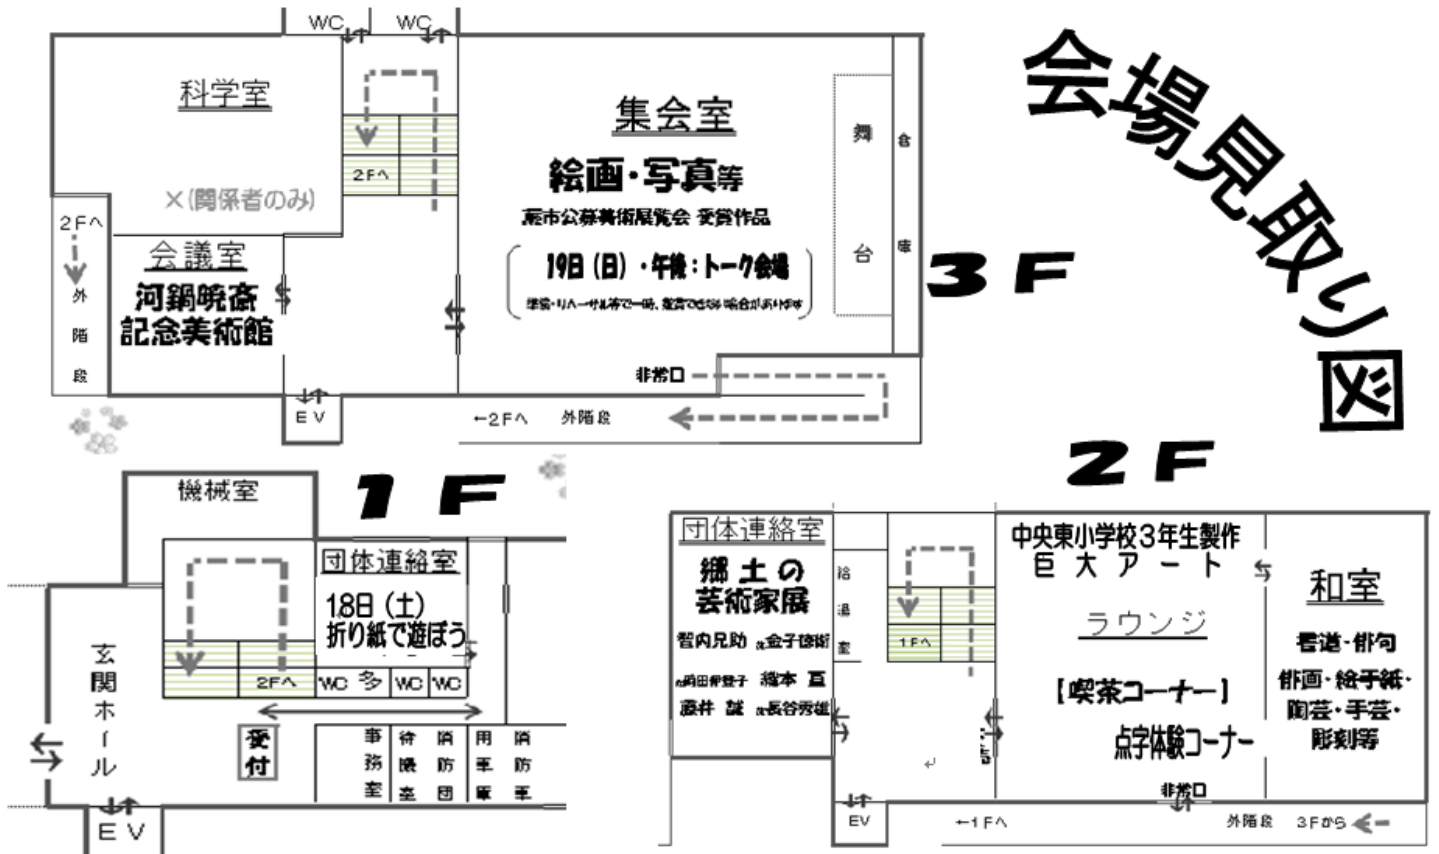 会場見取り図
3F
WC
WC
科学室
×(関係者のみ)
2Fへ
2Fへ
外階段
会議室
河鍋暁斎
記念美術館
EV
集会室
絵画・写真等
蕨市公募美術展覧会 受賞作品
19日(日)・午後:トーク会場
舞台
倉庫
非常口
←2Fへ
外階段
1F
機械室
団体連絡室
18日(土)
折り紙で遊ぼう
2Fへ
WC
多
WC
WC
玄関ホール
受付
事務室
待機室
消防団
消防車
EV
2F
団体連絡室
郷土の
芸術家展
給湯室
1Fへ
中央東小学校3年生製作
巨大アート
ラウンジ
【喫茶コーナー】
点字体験コーナー
和室
書道・俳句
俳画・絵手紙・
陶芸・手芸・
彫刻等
非常口
EV
←1Fへ
外階段
3Fから